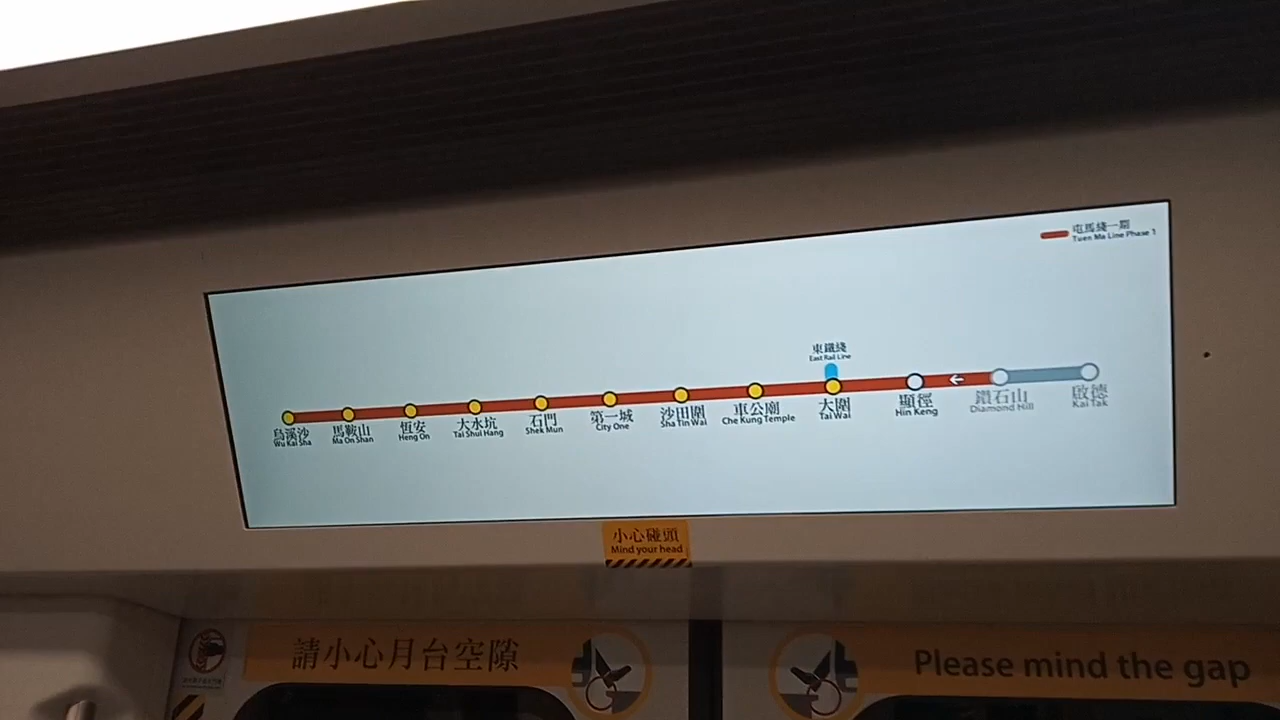 屯馬綫一期
Tuen Ma Line Phase 1
東鐵綫
East Rail Line
烏溪沙
Wu Kai Sha
馬鞍山
Ma On Shan
恆安
Heng On
大水坑
Tai Shui Hang
石門
Shek Mun
第一城
City One
沙田圍
Sha Tin Wai
車公廟
Che Kung Temple
大圍
Tai Wai
顯徑
Hin Keng
鑽石山
Diamond Hill
啟德
Kai Tak
小心碰頭
Mind your head
請小心月台空隙
Please mind the gap